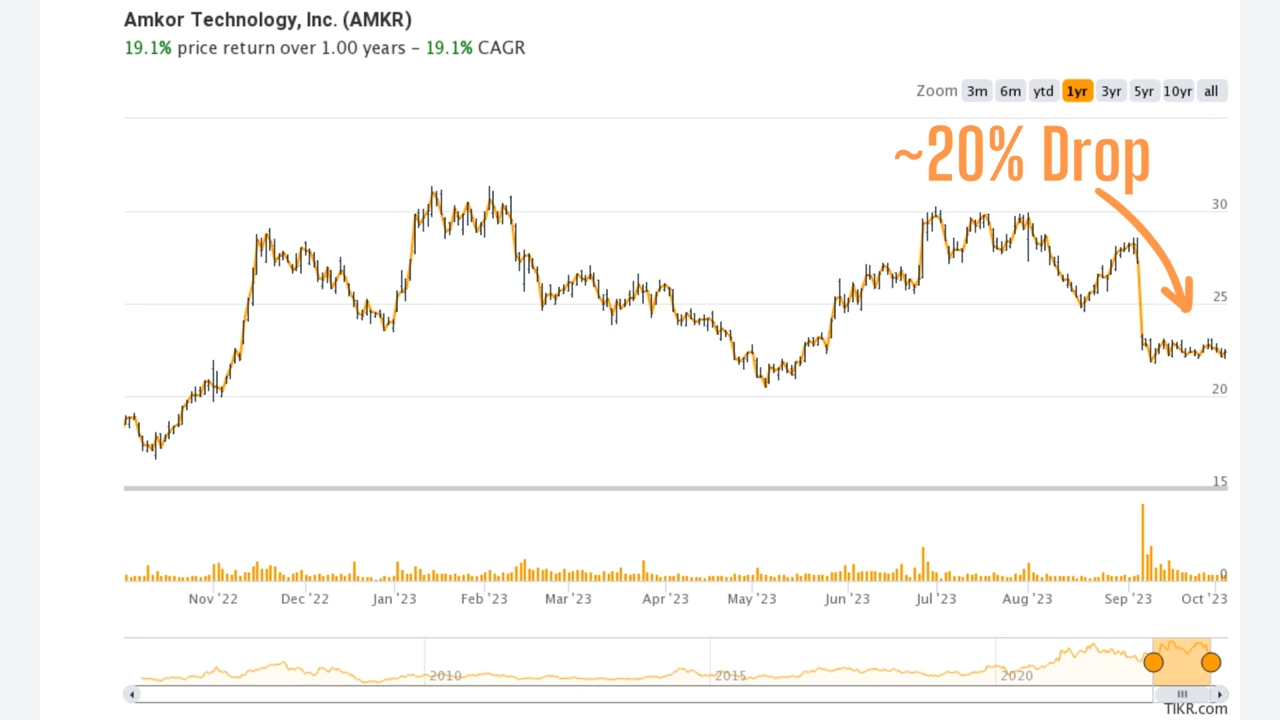 Amkor Technology, Inc. (AMKR)
19.1% price return over 1.00 years – 19.1% CAGR
Zoom 3m 6m ytd 1yr 3yr 5yr 10yr all
~20% Drop
30
25
20
15
0
Nov '22 Dec '22 Jan '23 Feb '23 Mar '23 Apr '23 May '23 Jun '23 Jul '23 Aug '23 Sep '23 Oct '23
2010 2015 2020
TIKR.com